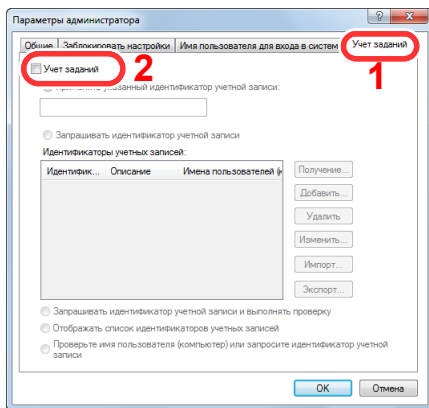 Параметры администратора
Общие
Заблокировать настройки
Имя пользователя для входа в систем
Учет заданий
1
Учет заданий
2
указанный идентификатор учетной записи:
Запрашивать идентификатор учетной записи
Идентификаторы учетных записей:
Идентифик... Описание Имена пользователей (к
Получение...
Добавить...
Удалить
Изменить...
Импорт...
Экспорт...
Запрашивать идентификатор учетной записи и выполнять проверку
Отображать список идентификаторов учетных записей
Проверьте имя пользователя (компьютер) или запросите идентификатор учетной
записи
OK
Отмена